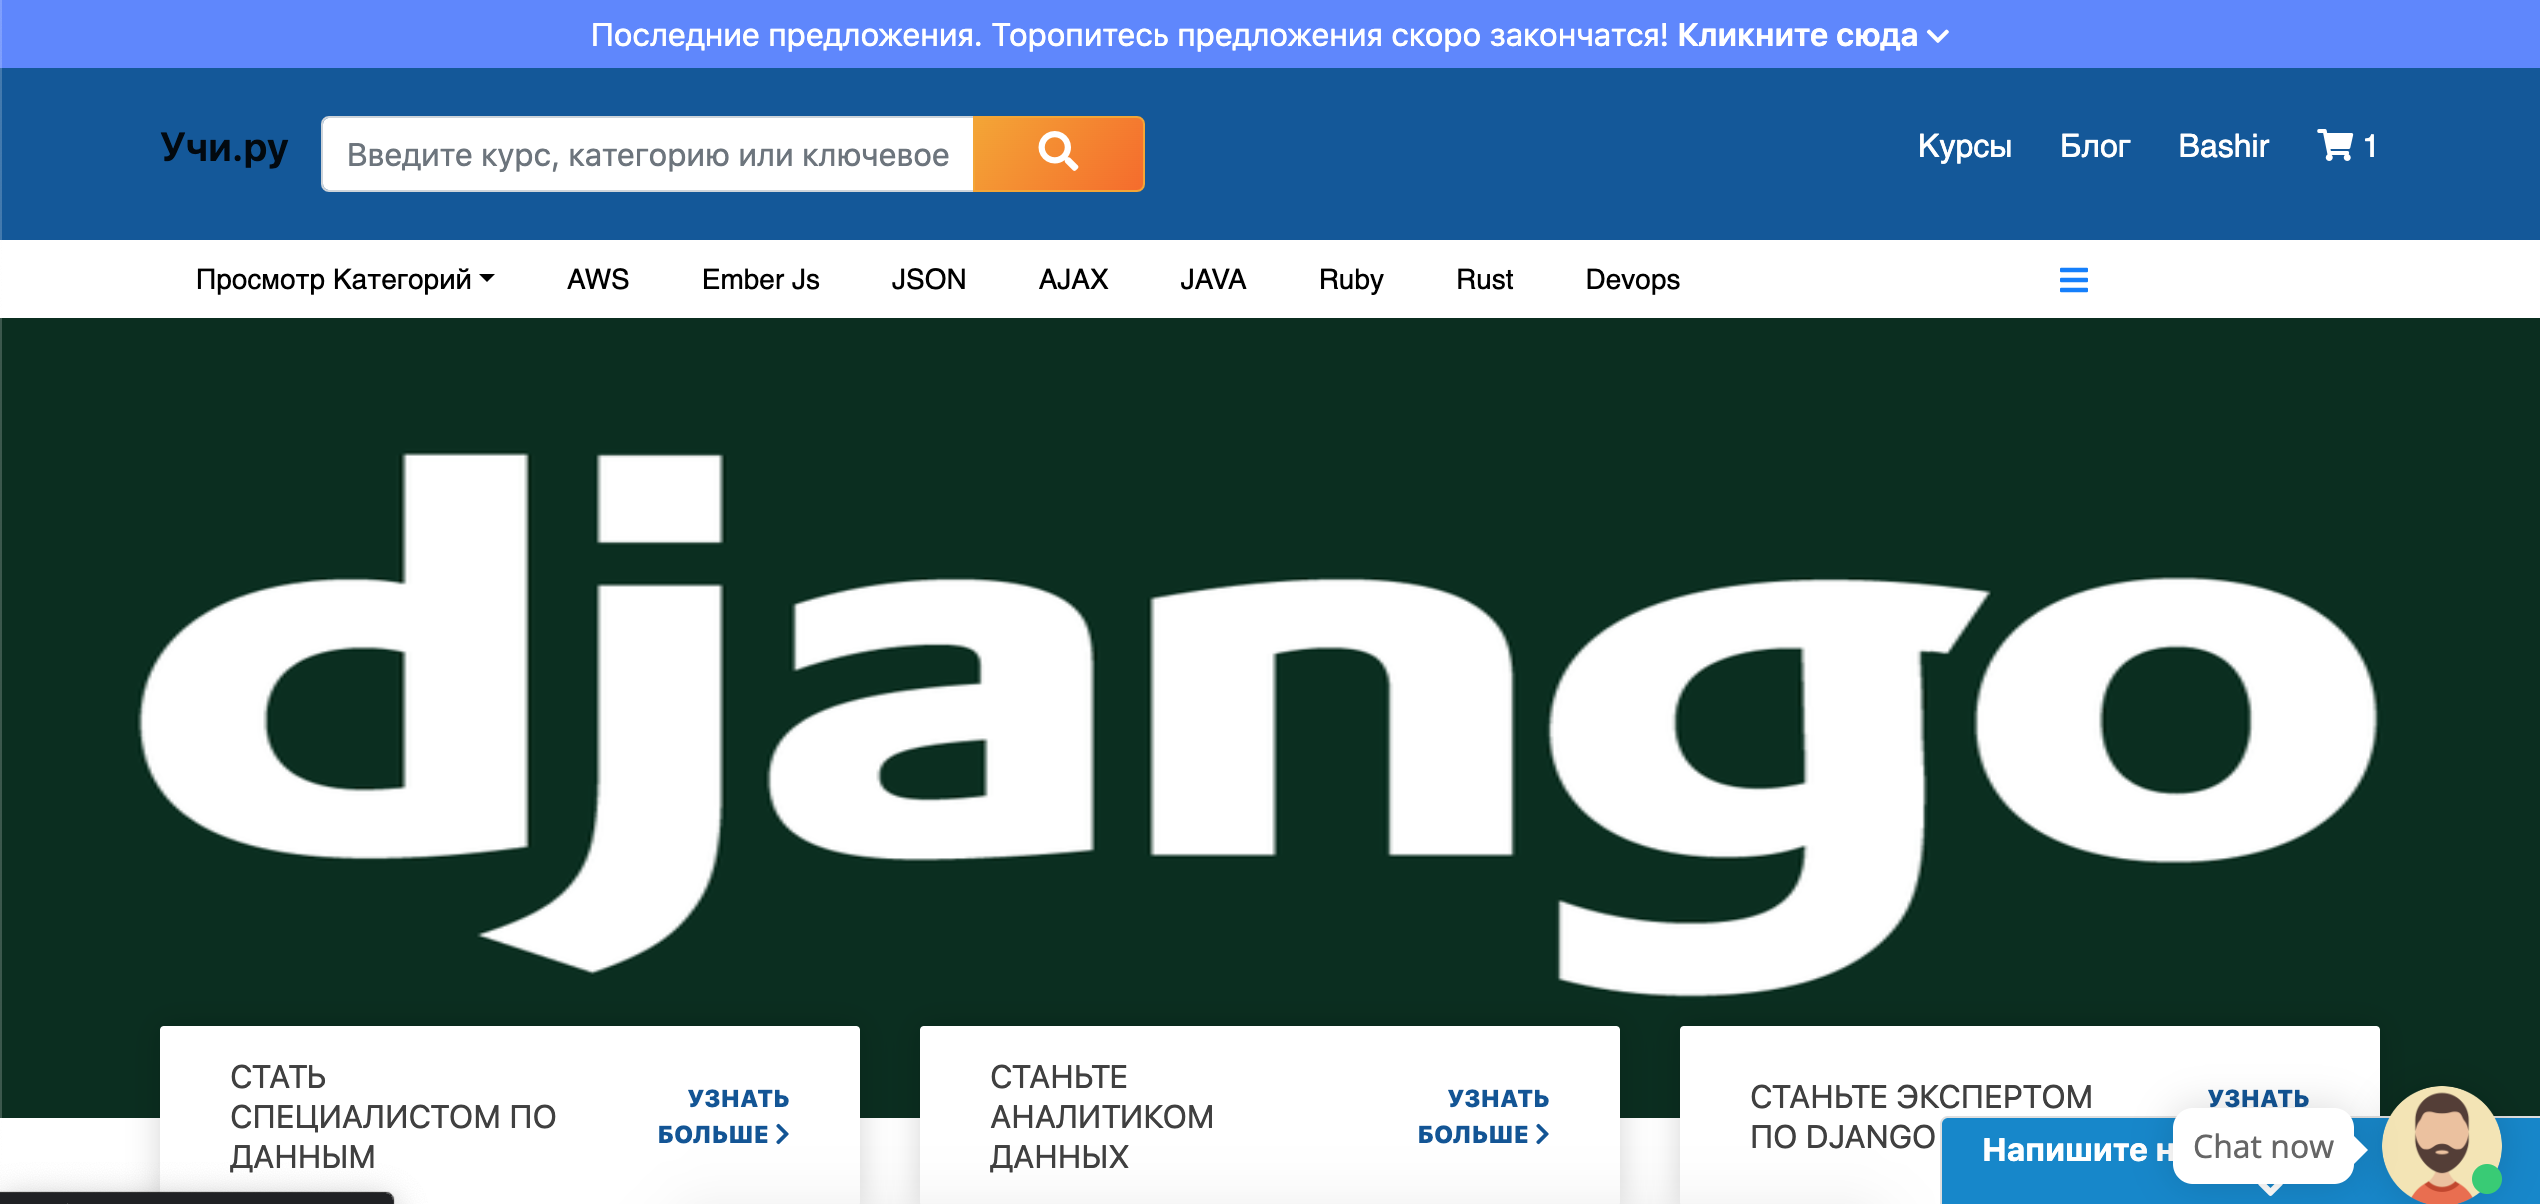 Последние предложения. Торопитесь предложения скоро закончатся! Кликните сюда
Учи.ру
Введите курс, категорию или ключевое
Курсы
Блог
Bashir
1
Просмотр Категорий
AWS
Ember Js
JSON
AJAX
JAVA
Ruby
Rust
Devops
django
СТАТЬ
СПЕЦИАЛИСТОМ ПО
ДАННЫМ
УЗНАТЬ
БОЛЬШЕ
СТАНЬТЕ
АНАЛИТИКОМ
ДАННЫХ
УЗНАТЬ
БОЛЬШЕ
СТАНЬТЕ ЭКСПЕРТОМ
ПО DJANGO
УЗНАТЬ
Напишите
Chat now